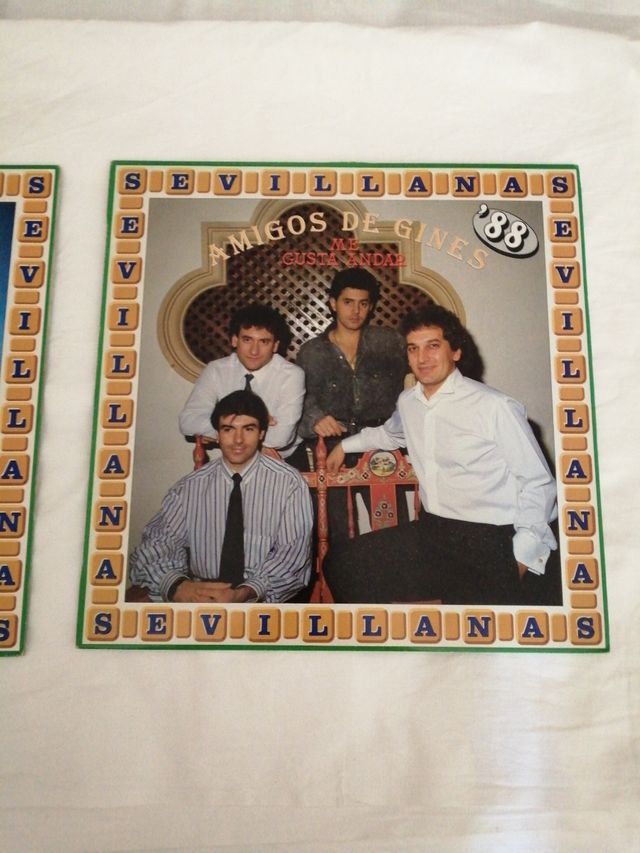 SEVILLANAS
AMIGOS DE GINES
'88
ME
GUSTA ANDAR
SEVILLANAS
SEVILLANAS
SEVILLANAS
S
E
V
I
L
L
A
N
A
S